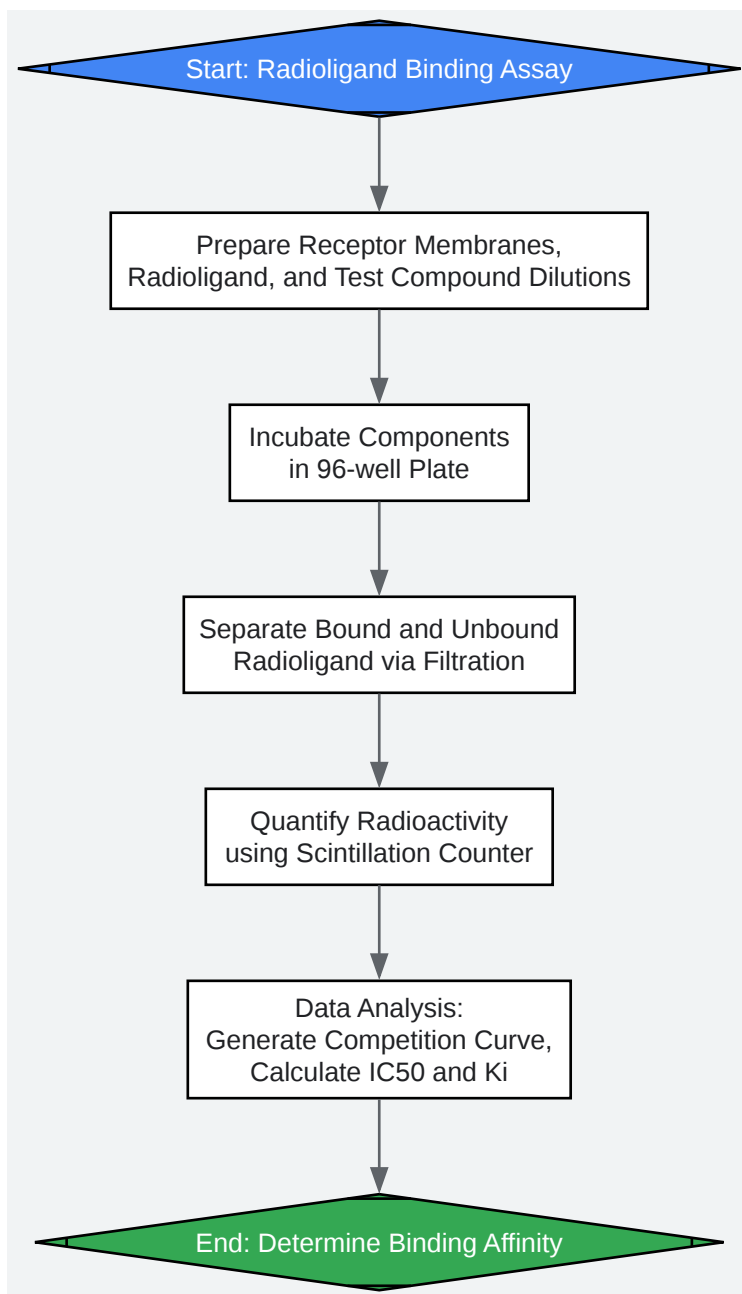 Start: Radioligand Binding Assay
Prepare Receptor Membranes,
Radioligand, and Test Compound Dilutions
Incubate Components
in 96-well Plate
Separate Bound and Unbound
Radioligand via Filtration
Quantify Radioactivity
using Scintillation Counter
Data Analysis:
Generate Competition Curve,
Calculate IC50 and Ki
End: Determine Binding Affinity